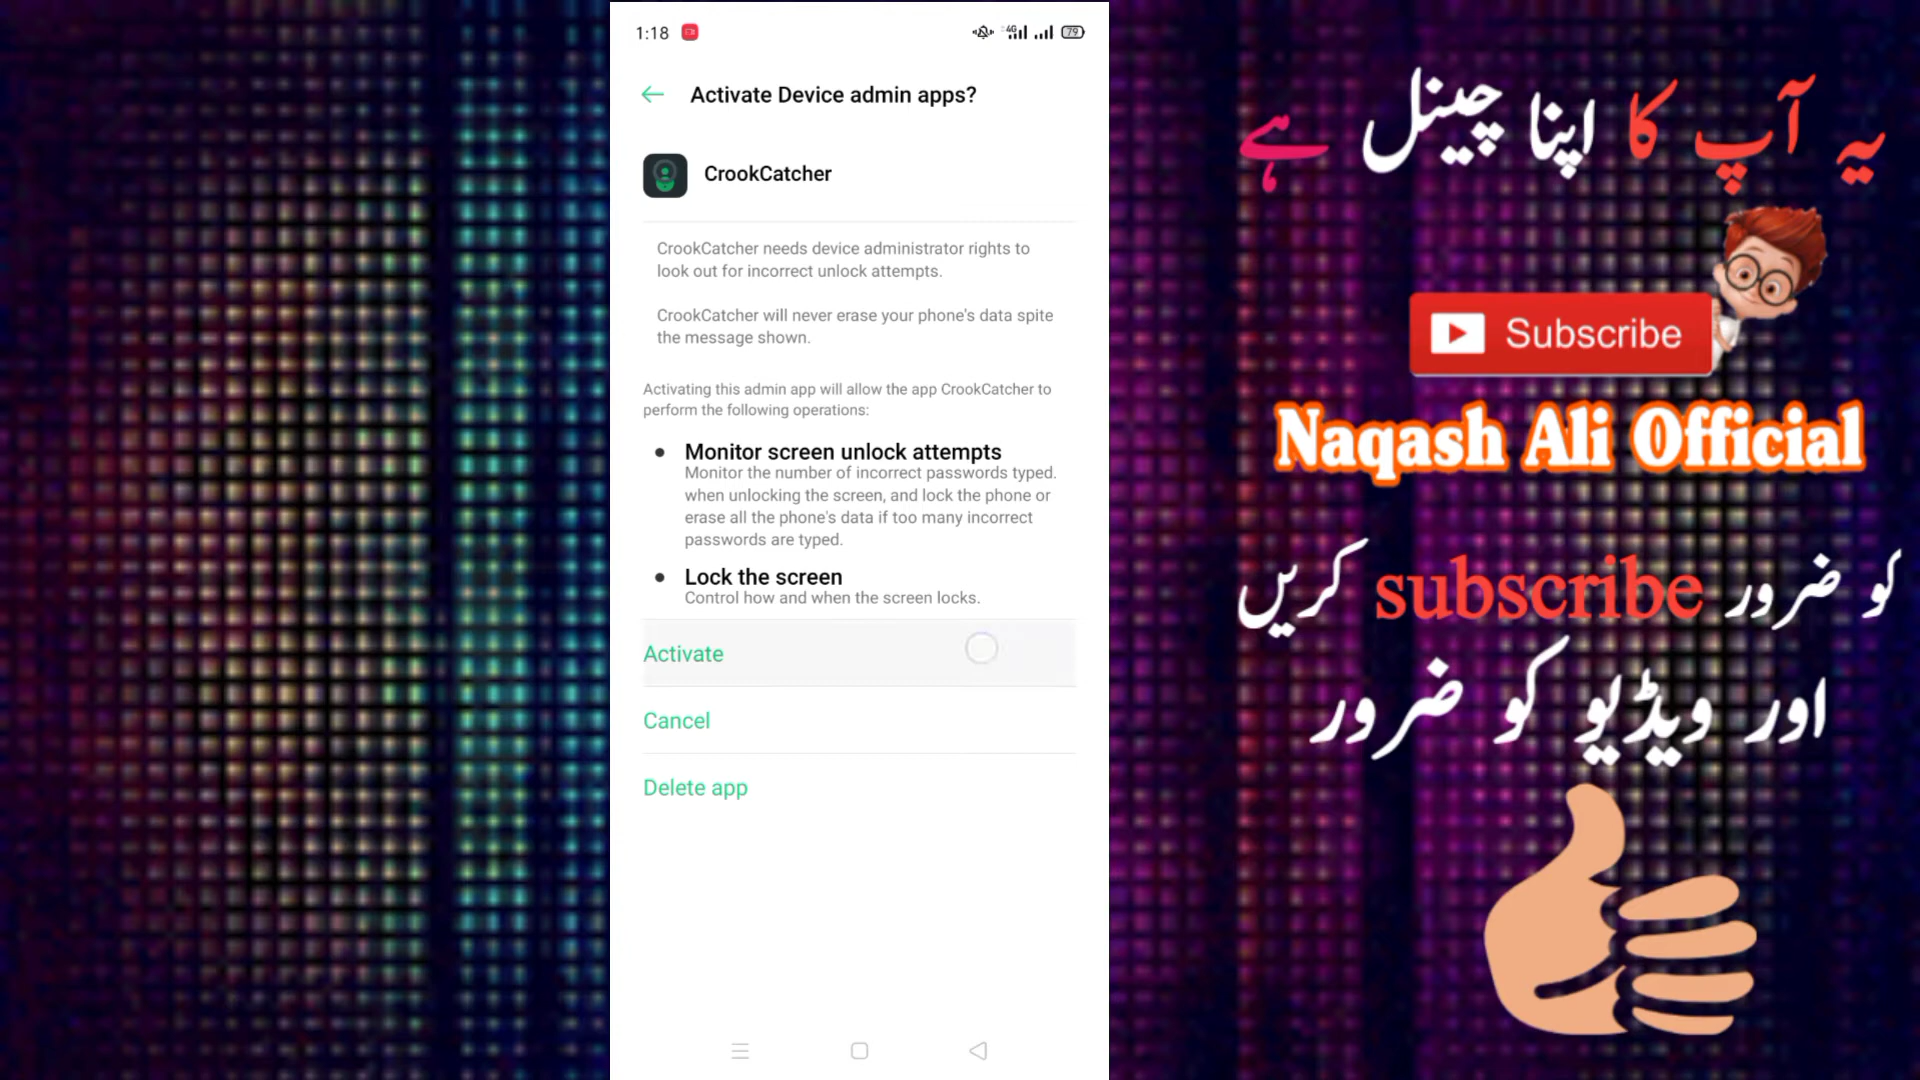 1:18
4G
79
Activate Device admin apps?
CrookCatcher
CrookCatcher needs device administrator rights to
look out for incorrect unlock attempts.
CrookCatcher will never erase your phone's data spite
the message shown.
Activating this admin app will allow the app CrookCatcher to
perform the following operations:
Monitor screen unlock attempts
Monitor the number of incorrect passwords typed.
when unlocking the screen, and lock the phone or
erase all the phone's data if too many incorrect
passwords are typed.
Lock the screen
Control how and when the screen locks.
Activate
Cancel
Delete app
یہ آپ کا اپنا چینل ہے
Subscribe
Naqash Ali Official
کو ضرور subscribe کریں
اور ویڈیو کو ضرور